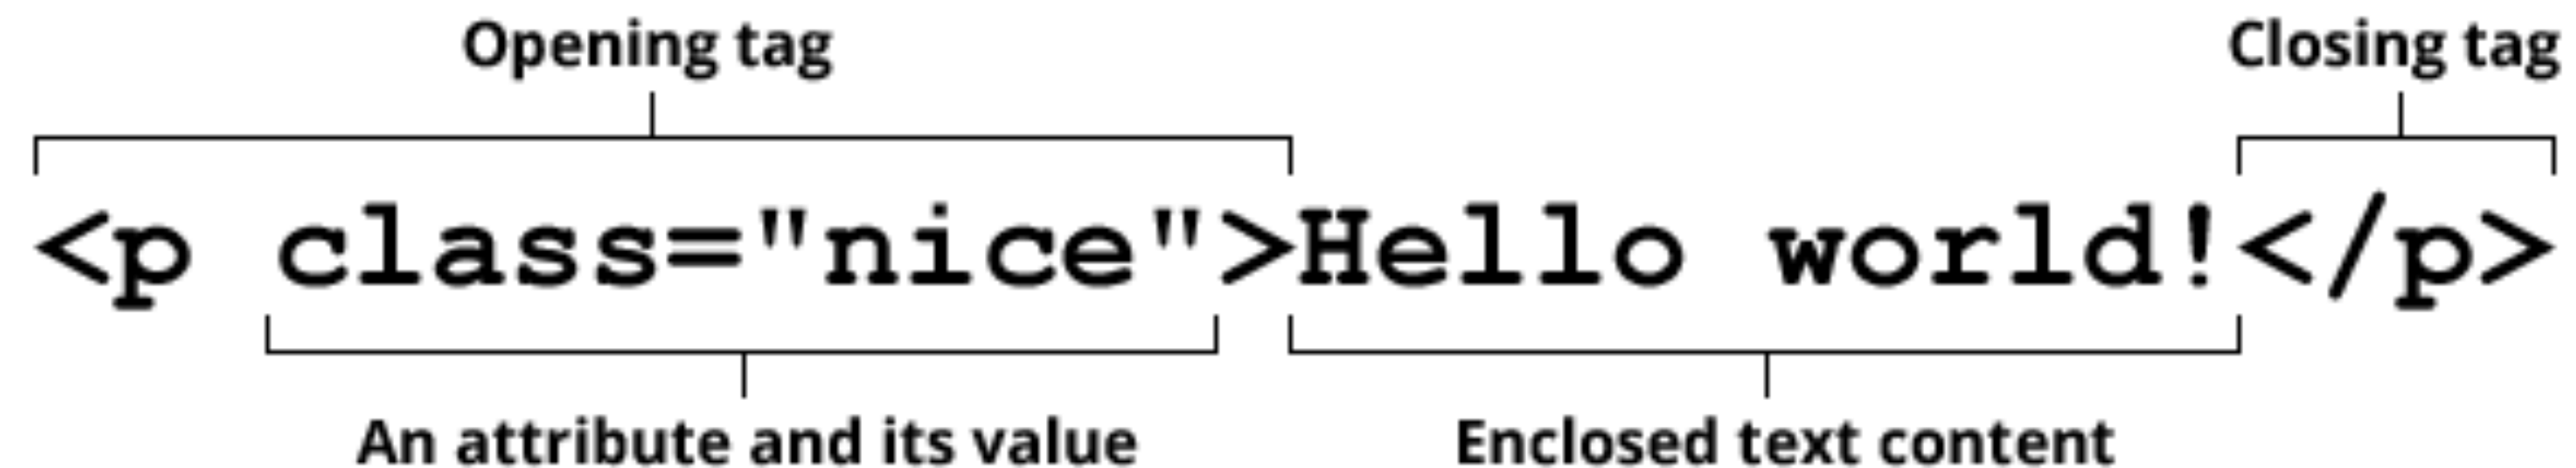 Opening tag Closing tag
<p class="nice">Hello world!</p>
An attribute and its value Enclosed text content